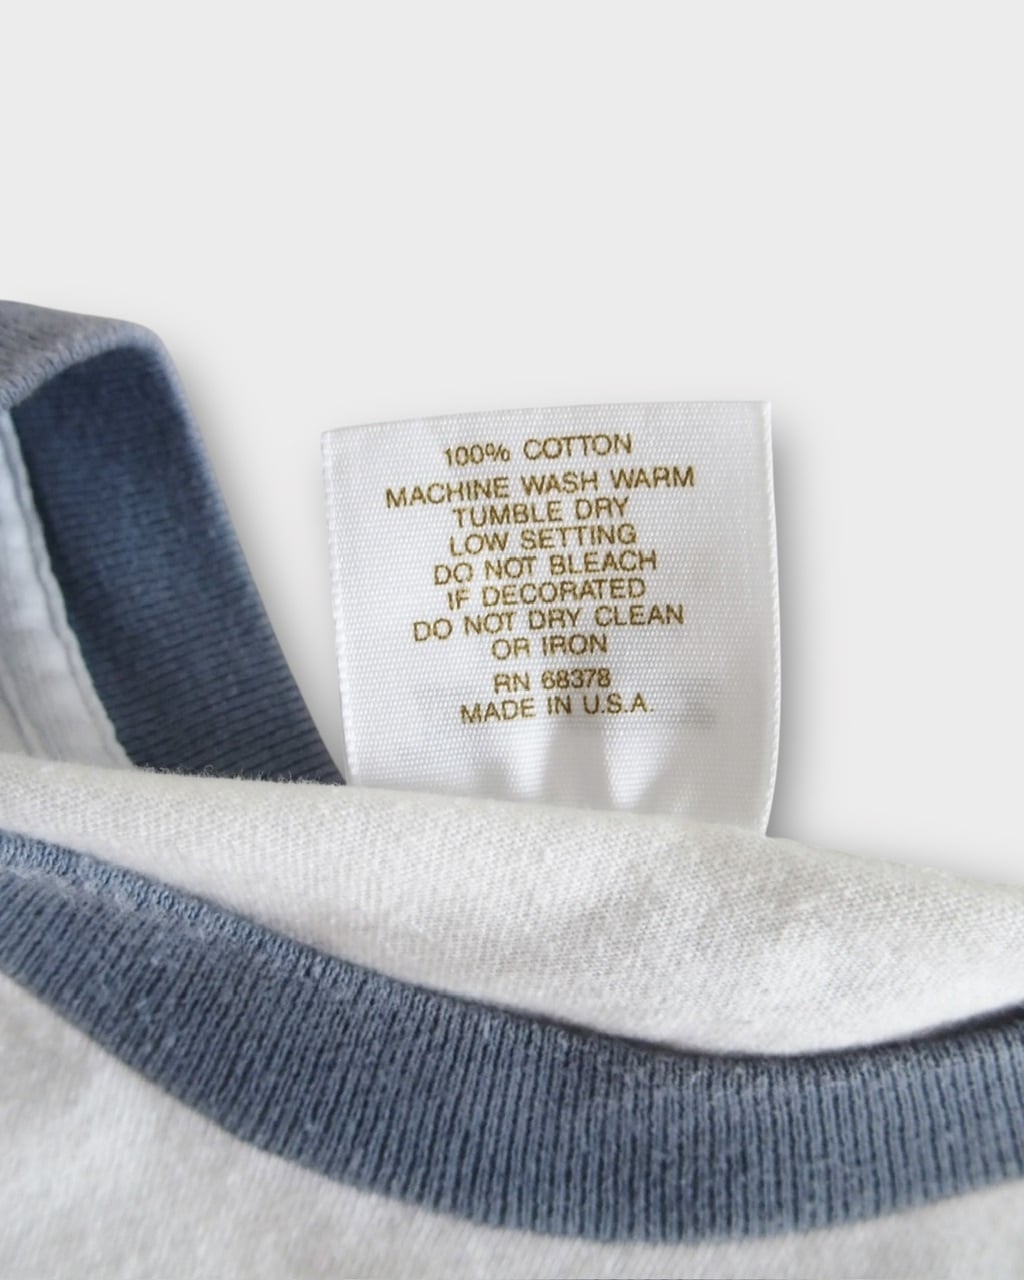 100% COTTON
MACHINE WASH WARM
TUMBLE DRY
LOW SETTING
DO NOT BLEACH
IF DECORATED
DO NOT DRY CLEAN
OR IRON
RN 68378
MADE IN U.S.A.